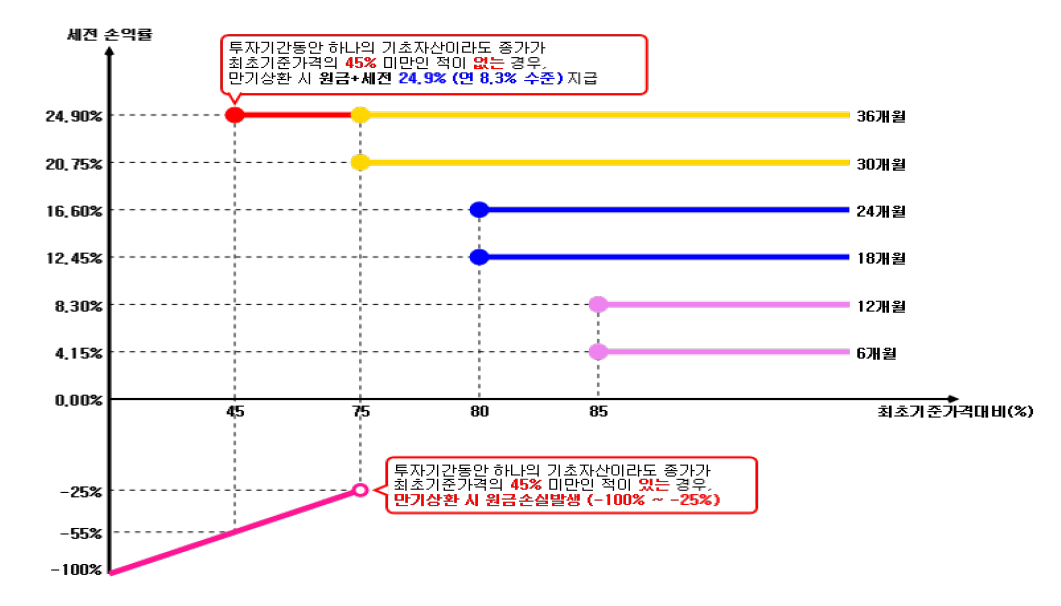 세전 손익률
투자기간동안 하나의 기초자산이라도 종가가
최초기준가격의 45% 미만인 적이 없는 경우,
만기상환 시 원금+세전 24.9% (연 8.3% 수준) 지급
24.90%
36개월
20.75%
30개월
16.60%
24개월
12.45%
18개월
8.30%
12개월
4.15%
6개월
0.00%
45
75
80
85
최초기준가격대비(%)
투자기간동안 하나의 기초자산이라도 종가가
최초기준가격의 45% 미만인 적이 있는 경우,
만기상환 시 원금손실발생 (-100% ~ -25%)
-25%
-55%
-100%